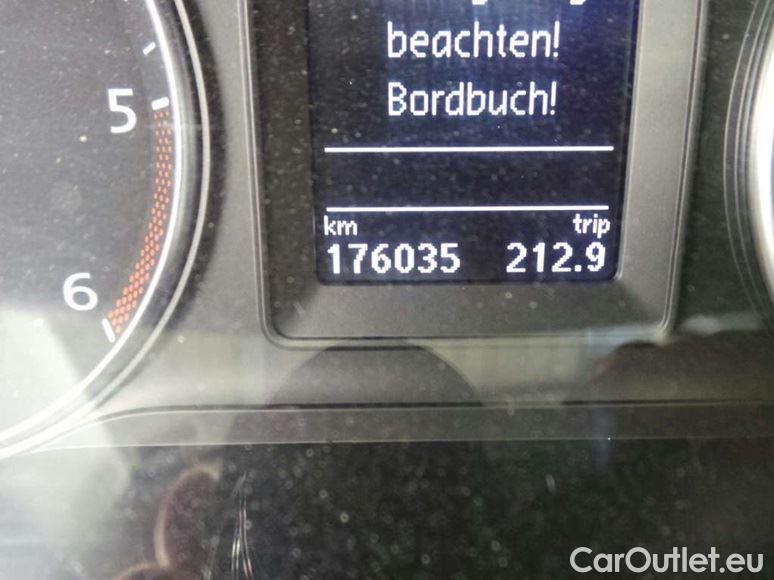 beachten!
Bordbuch!
5
km trip
176035 212.9
6
CarOutlet.eu